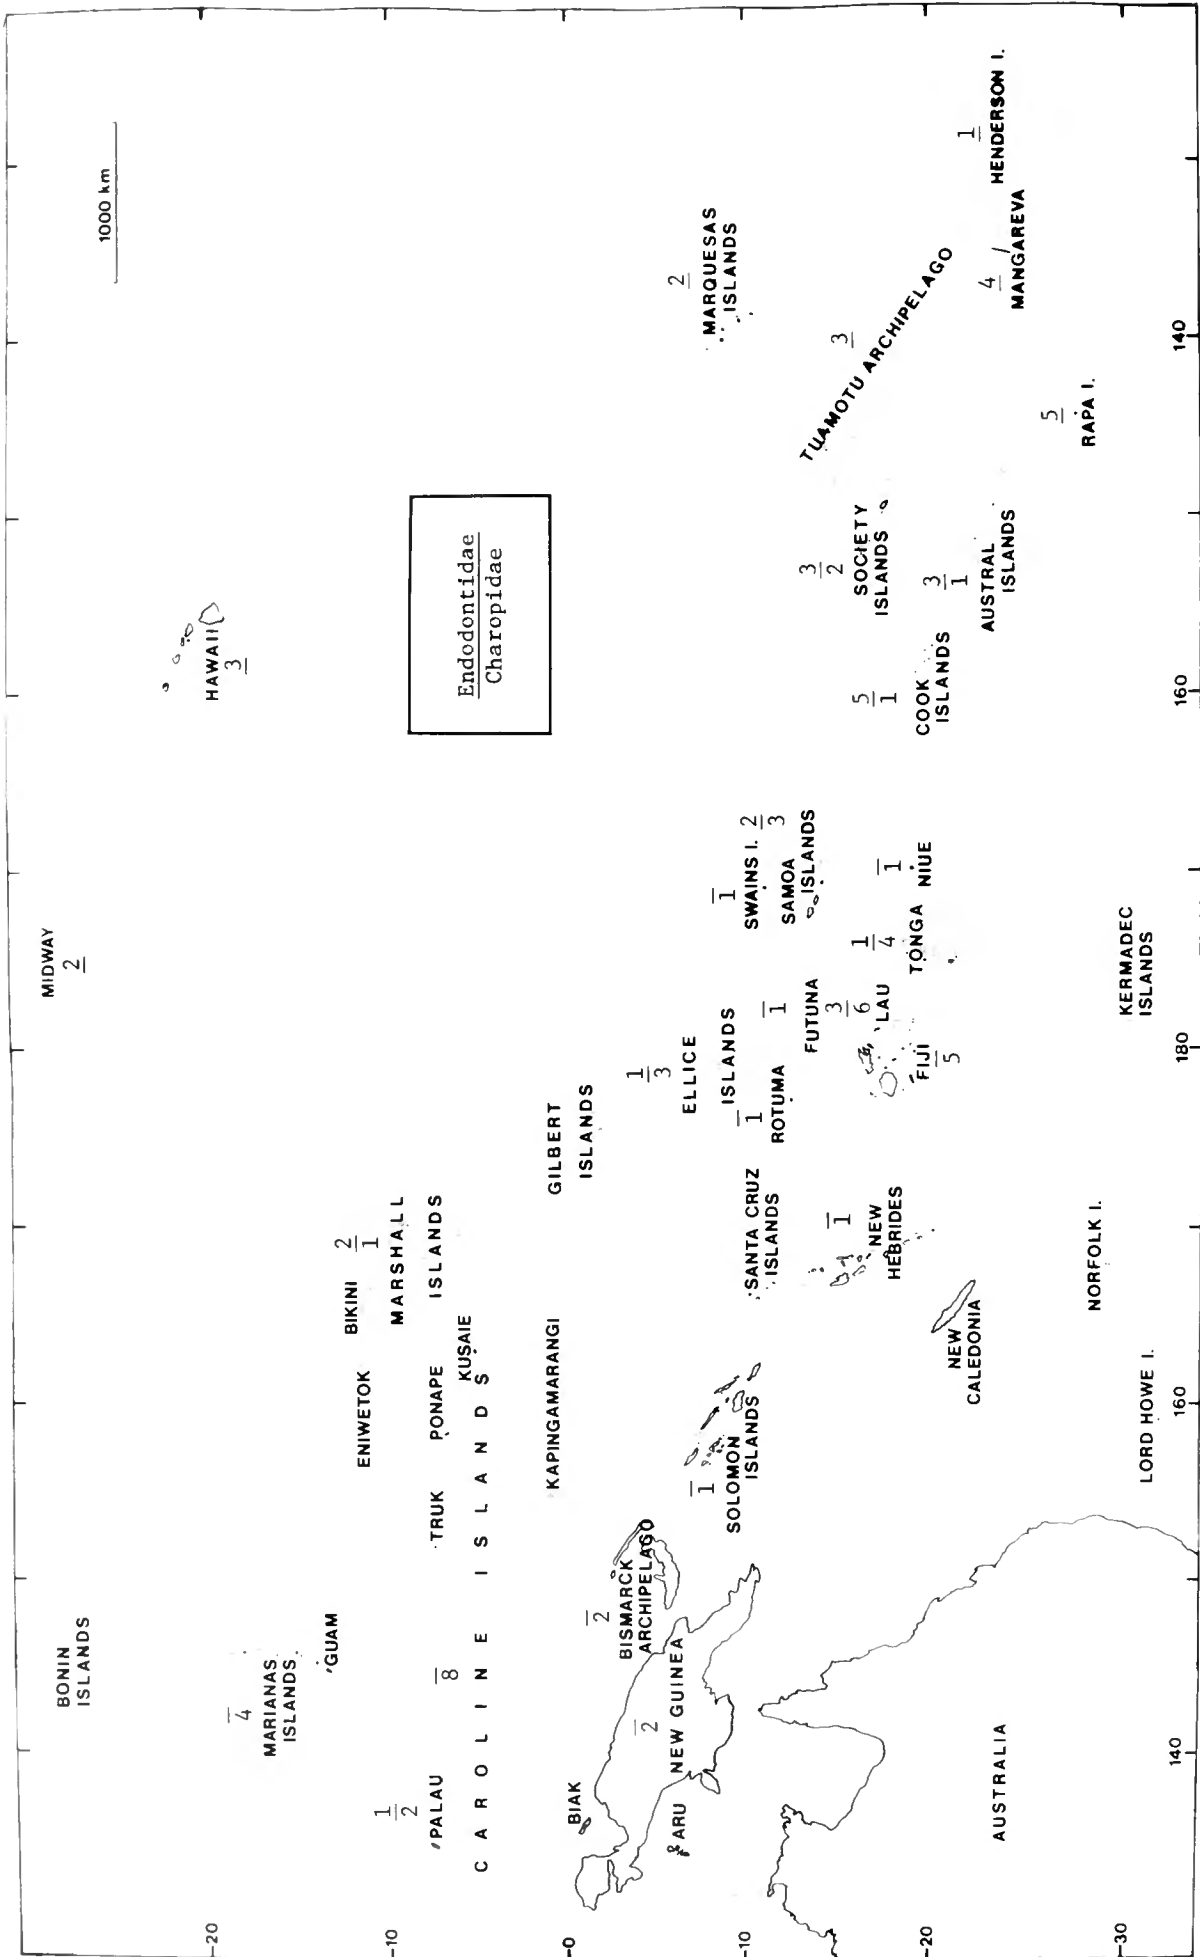 1000 km
BONIN
ISLANDS
MIDWAY
2
HAWAII
3
4
MARIANAS
ISLANDS
GUAM
1
2
PALAU
8
CAROLINE ISLANDS
TRUK
PONAPE
KUSAIE
ENIWETOK
BIKINI
2
1
MARSHALL
ISLANDS
Endodontidae
Charopidae
BIAK
KAPINGAMARANGI
GILBERT
ISLANDS
2
BISMARCK
ARCHIPELAGO
2
NEW GUINEA
ARU
1
SOLOMON
ISLANDS
1
3
ELLICE
ISLANDS
1
ROTUMA
SANTA CRUZ
ISLANDS
1
NEW
HEBRIDES
1
FUTUNA
3
6
LAU
FIJI
5
1
SWAINS I.
2
3
SAMOA
ISLANDS
1
4
TONGA
1
NIUE
2
MARQUESAS
ISLANDS
3
TUAMOTU ARCHIPELAGO
3
2
SOCIETY
ISLANDS
3
1
AUSTRAL
ISLANDS
5
1
COOK
ISLANDS
4
MANGAREVA
1
HENDERSON I.
5
RAPA I.
NEW
CALEDONIA
AUSTRALIA
LORD HOWE I.
NORFOLK I.
KERMADEC
ISLANDS
-20
-10
-0
-10
-20
-30
140
160
180
160
140